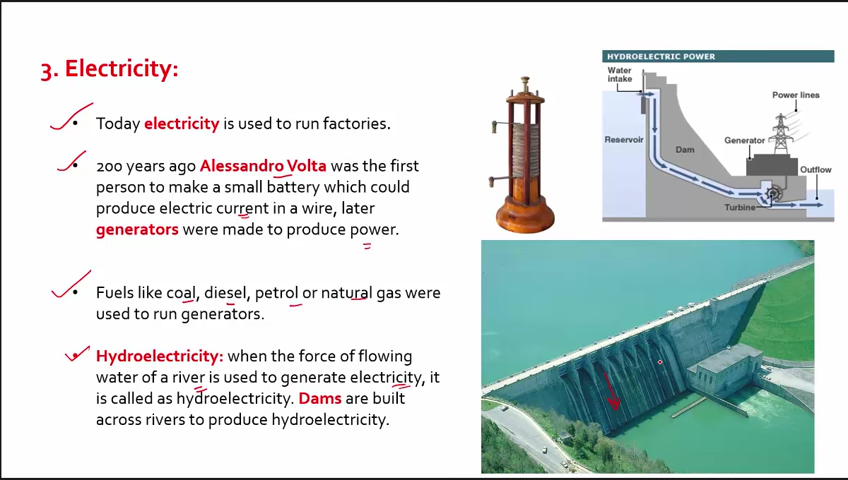 3. Electricity:
• Today electricity is used to run factories.
• 200 years ago Alessandro Volta was the first
person to make a small battery which could
produce electric current in a wire, later
generators were made to produce power.
• Fuels like coal, diesel, petrol or natural gas were
used to run generators.
• Hydroelectricity: when the force of flowing
water of a river is used to generate electricity, it
is called as hydroelectricity. Dams are built
across rivers to produce hydroelectricity.
HYDROELECTRIC POWER
Water
intake
Power lines
Reservoir
Dam
Generator
Outflow
Turbine